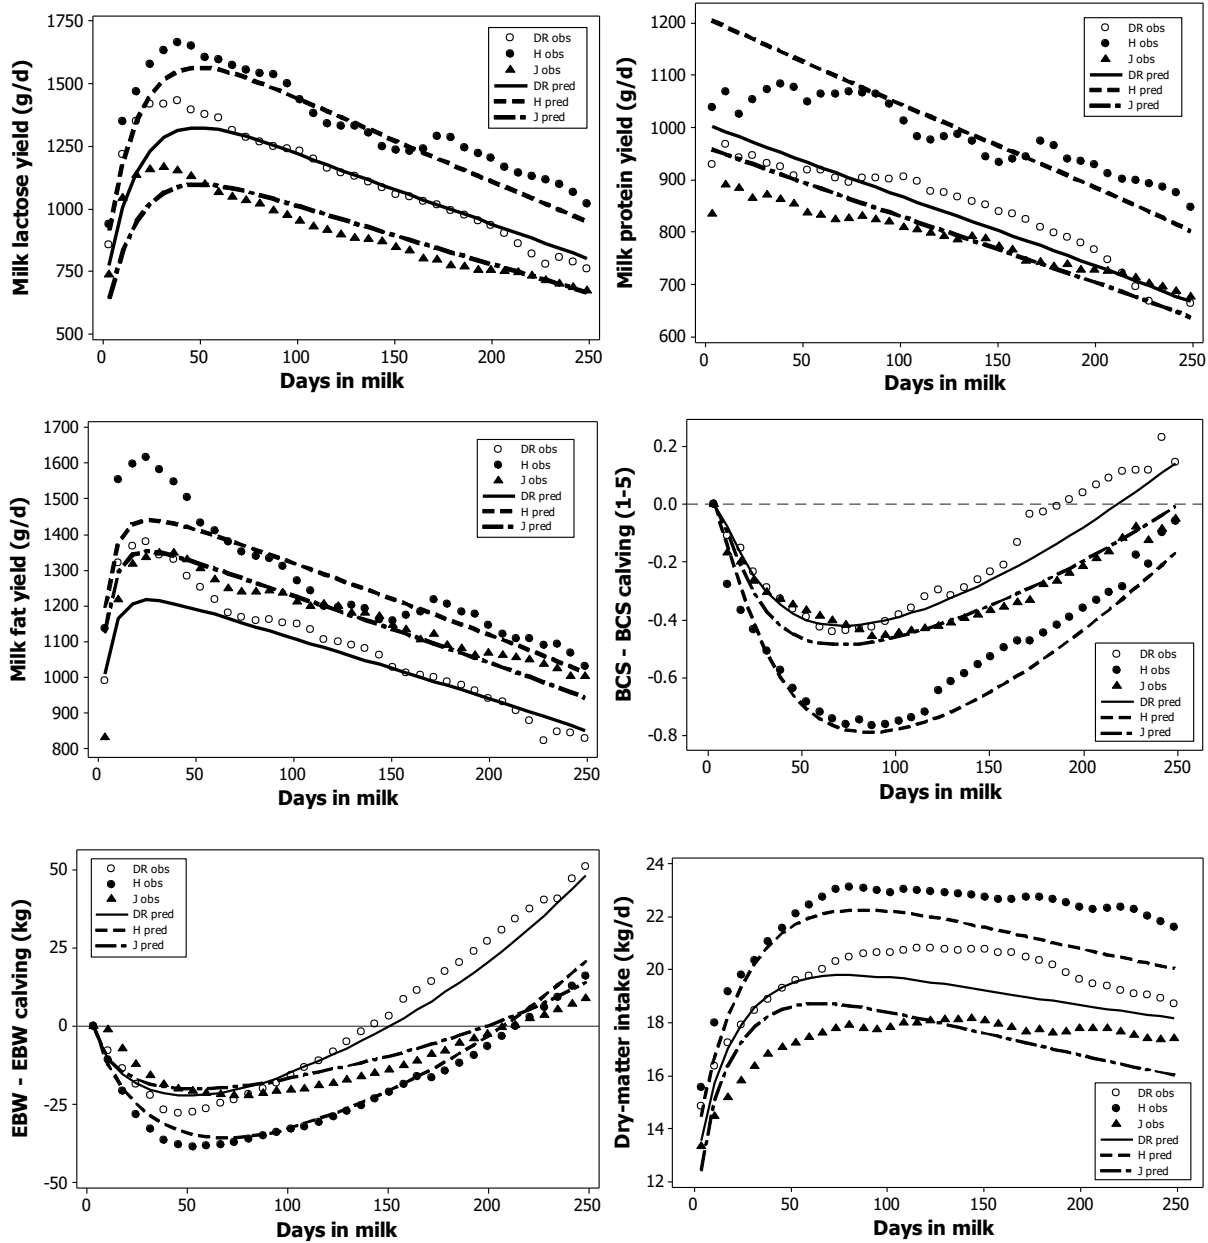 Milk lactose yield (g/d)
1750
1500
1250
1000
750
500
0
50
100
150
200
250
Days in milk
DR obs
H obs
J obs
DR pred
H pred
J pred
Milk protein yield (g/d)
1200
1100
1000
900
800
700
600
0
50
100
150
200
250
Days in milk
DR obs
H obs
J obs
DR pred
H pred
J pred
Milk fat yield (g/d)
1700
1600
1500
1400
1300
1200
1100
1000
900
800
0
50
100
150
200
250
Days in milk
DR obs
H obs
J obs
DR pred
H pred
J pred
BCS - BCS calving (1-5)
0.2
0.0
-0.2
-0.4
-0.6
-0.8
0
50
100
150
200
250
Days in milk
DR obs
H obs
J obs
DR pred
H pred
J pred
EBW - EBW calving (kg)
50
25
0
-25
-50
0
50
100
150
200
250
Days in milk
DR obs
H obs
J obs
DR pred
H pred
J pred
Dry-matter intake (kg/d)
24
22
20
18
16
14
12
0
50
100
150
200
250
Days in milk
DR obs
H obs
J obs
DR pred
H pred
J pred